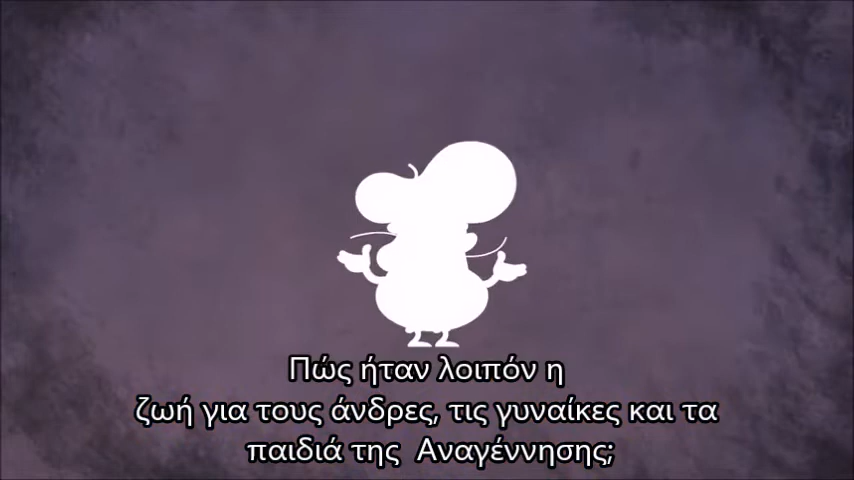 Πώς ήταν λοιπόν η
ζωή για τους άνδρες, τις γυναίκες και τα
παιδιά της  Αναγέννησης;